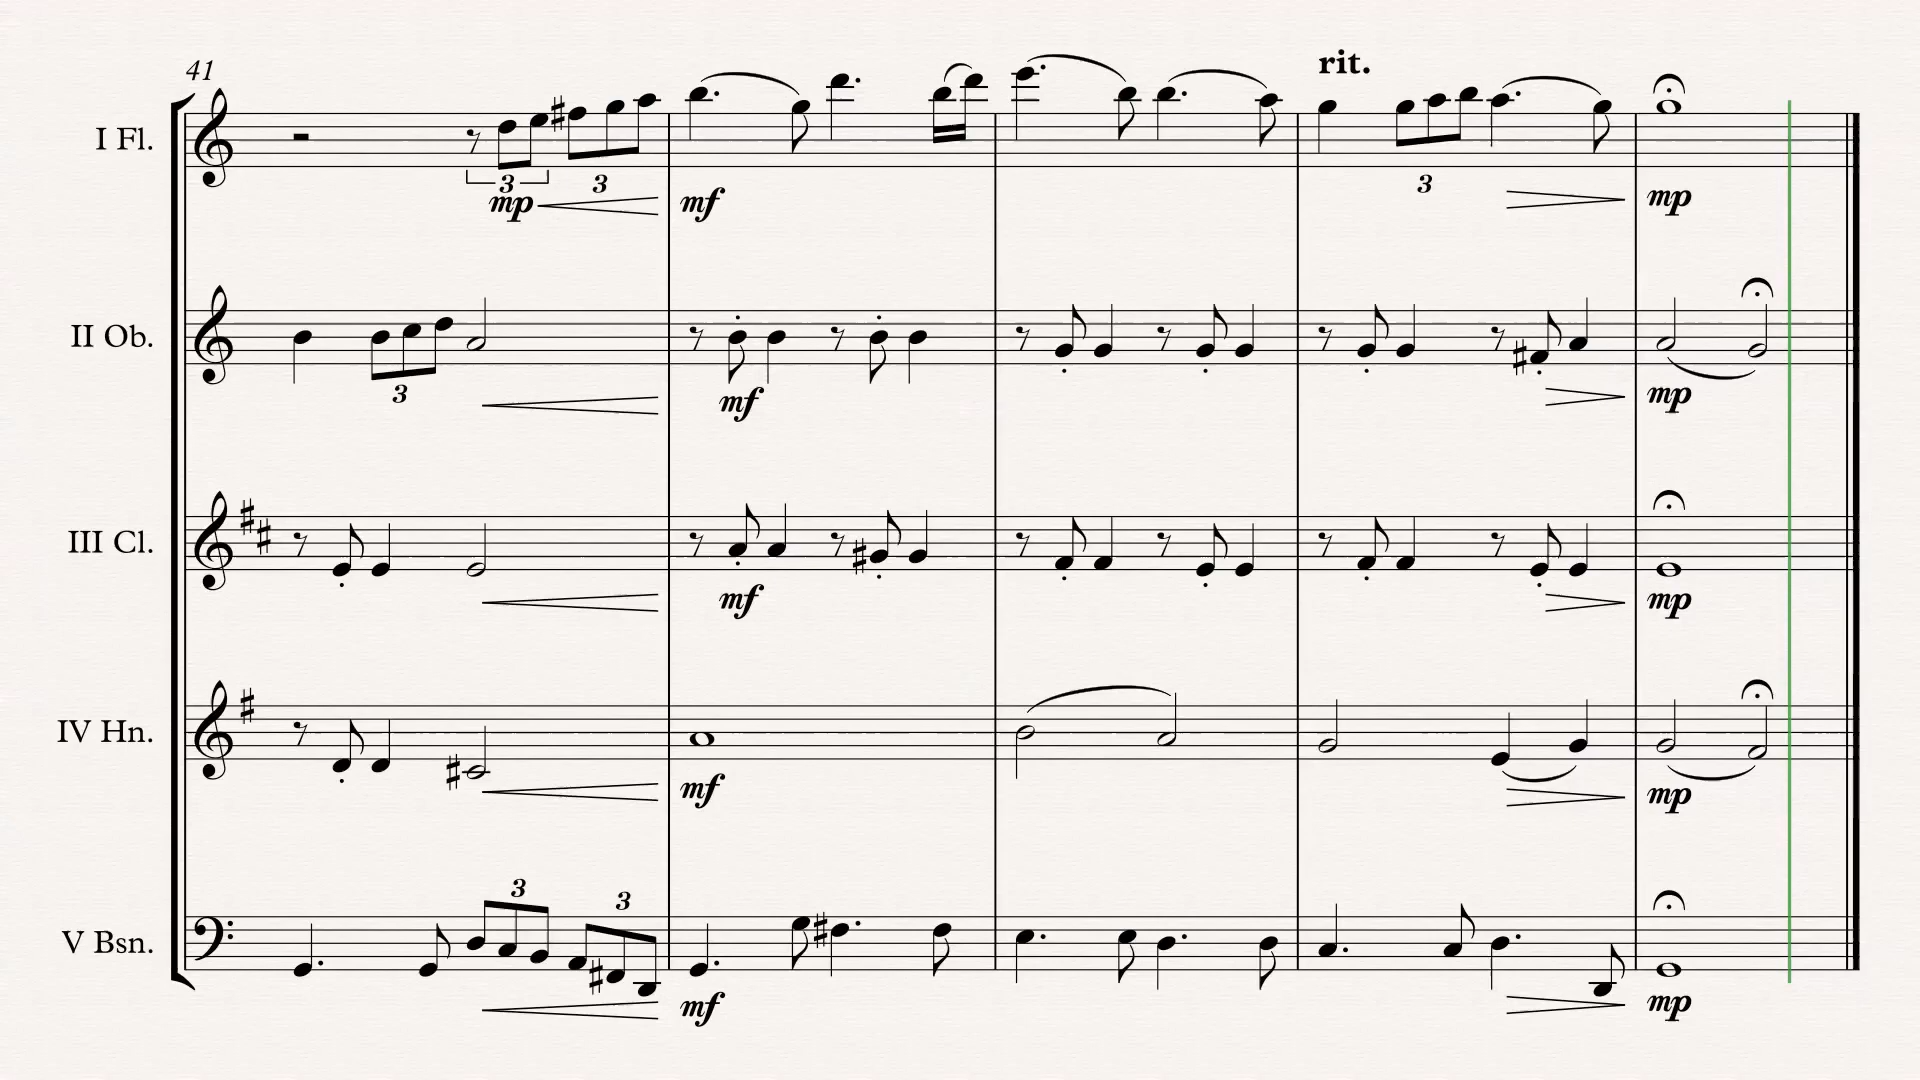 41
rit.
I Fl.
3 3 3
mp mf mp
II Ob.
3
mf mp
III Cl.
mf mp
IV Hn.
mf mp
3 3
V Bsn.
mf mp